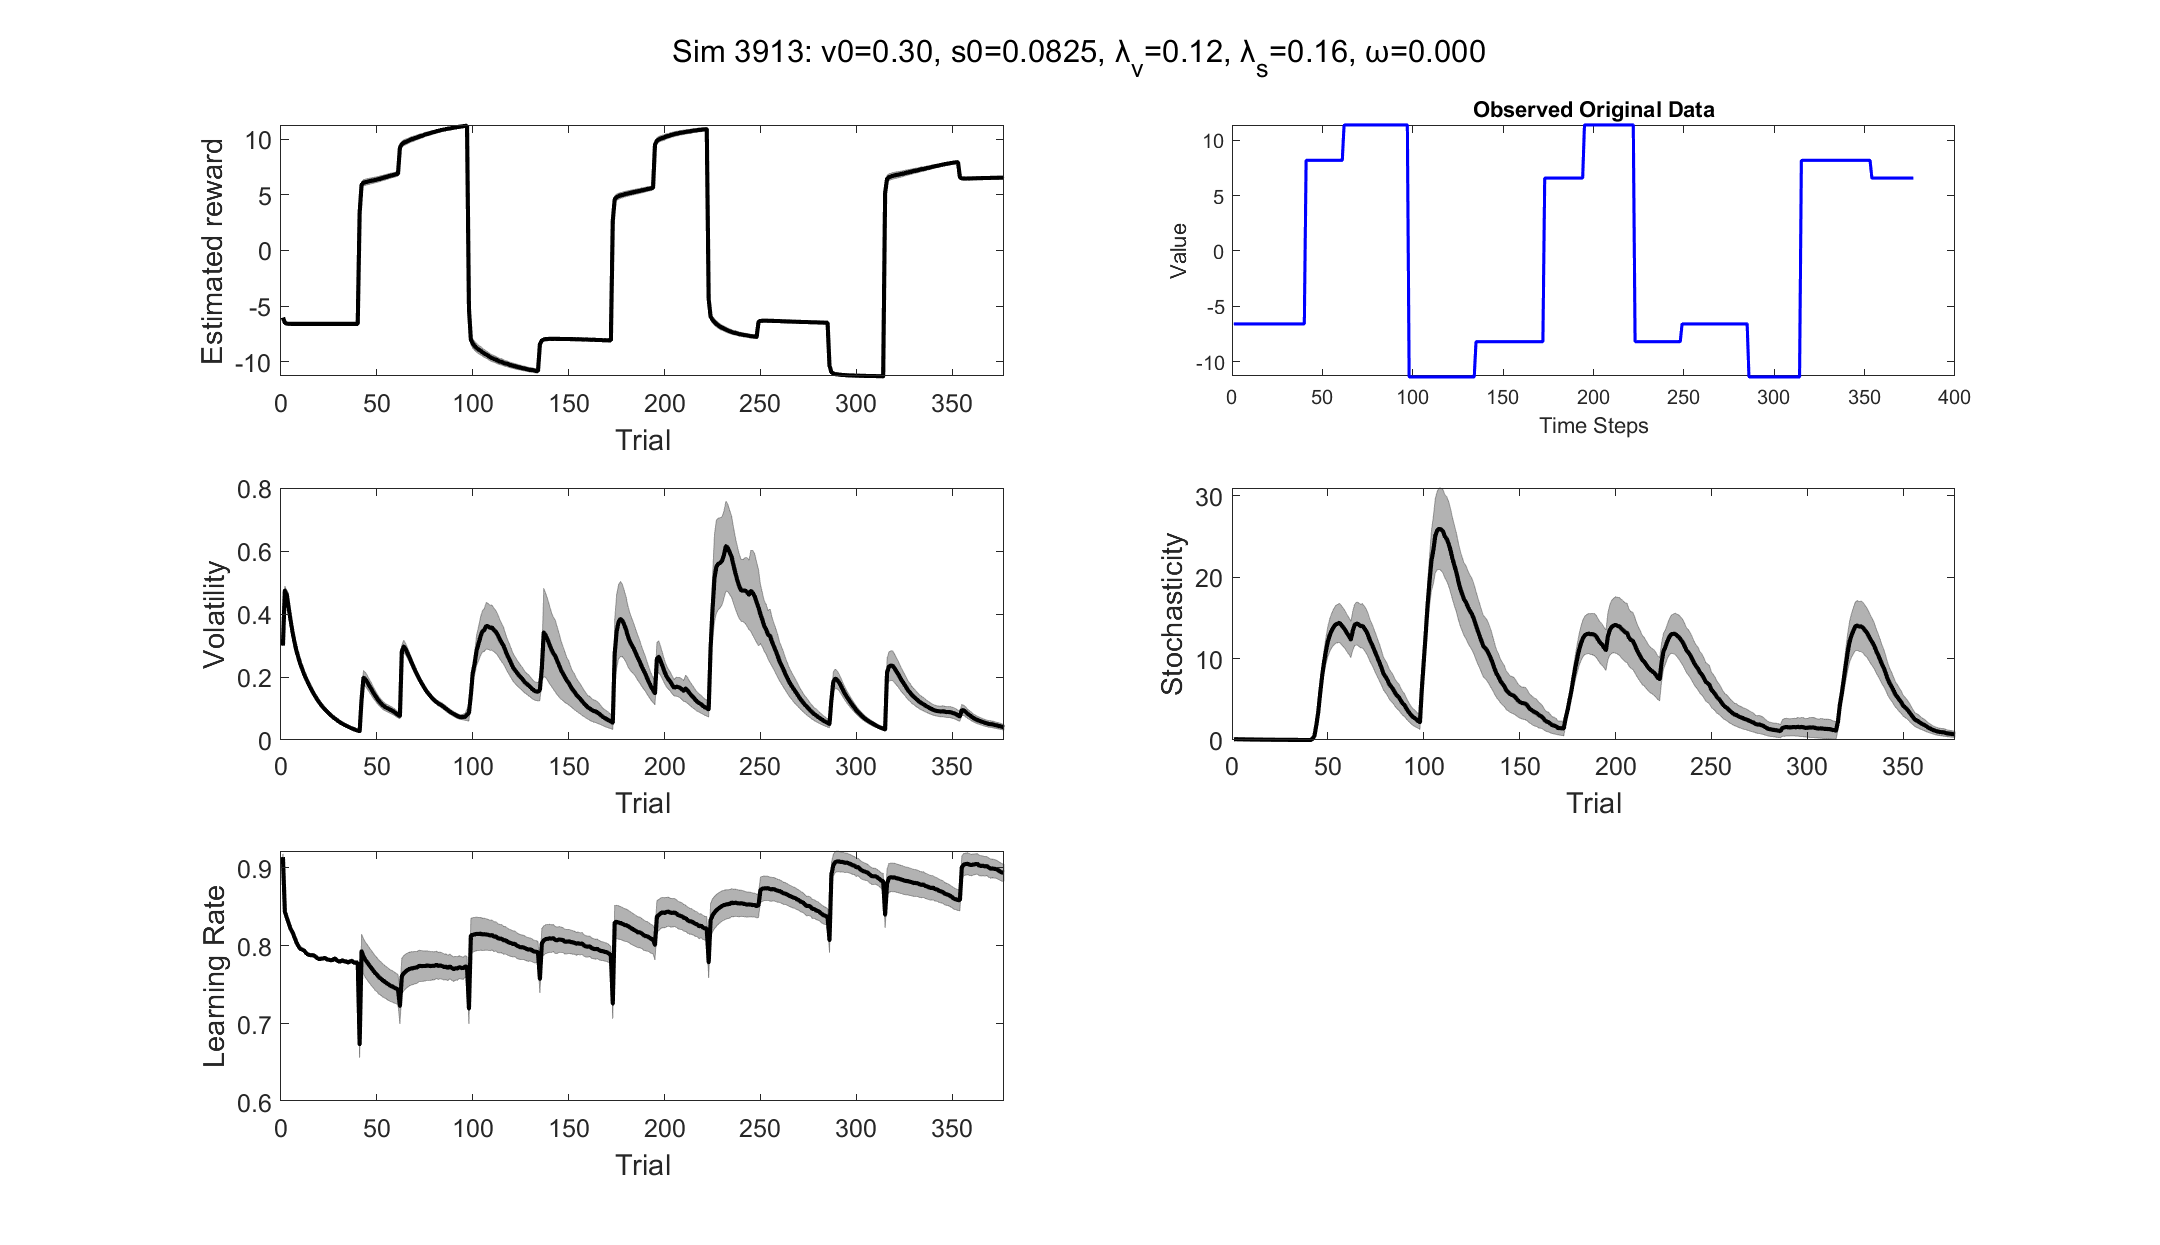 Sim 3913: v0=0.30, s0=0.0825, λv=0.12, λs=0.16, ω=0.000
Estimated reward
10
5
0
-5
-10
0 50 100 150 200 250 300 350
Trial
Observed Original Data
Value
10
5
0
-5
-10
0 50 100 150 200 250 300 350 400
Time Steps
Volatility
0.8
0.6
0.4
0.2
0
0 50 100 150 200 250 300 350
Trial
Stochasticity
30
20
10
0
0 50 100 150 200 250 300 350
Trial
Learning Rate
0.9
0.8
0.7
0.6
0 50 100 150 200 250 300 350
Trial